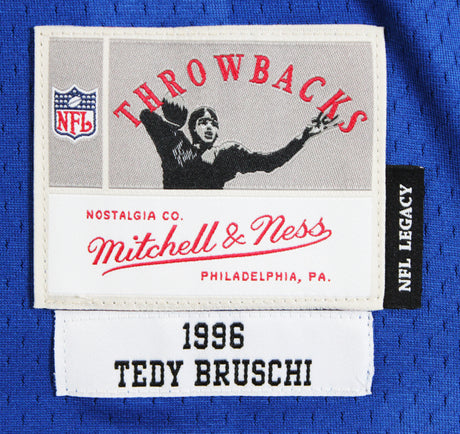 THROWBACKS
NFL
NOSTALGIA CO.
Mitchell & Ness
PHILADELPHIA, PA.
NFL LEGACY
1996
TEDY BRUSCHI